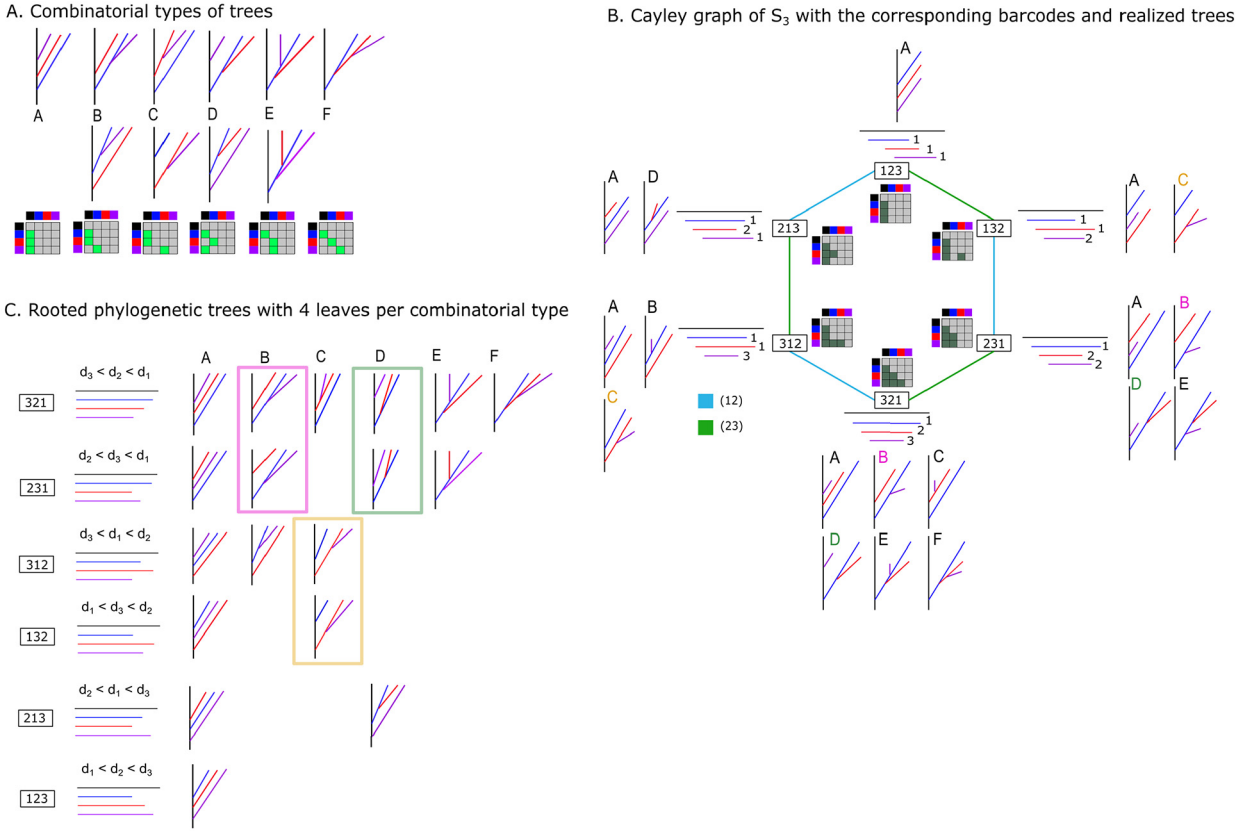 A. Combinatorial types of trees
A B C D E F
B. Cayley graph of S3 with the corresponding barcodes and realized trees
A
1
1
1
123
A D
1
2
1
213
132
1
1
2
A C
A B
1
1
3
312
C
231
1
2
2
A B
D E
321
(12)
(23)
1
2
3
A B C
D E F
C. Rooted phylogenetic trees with 4 leaves per combinatorial type
A B C D E F
d3 < d2 < d1
321
d2 < d3 < d1
231
d3 < d1 < d2
312
d1 < d3 < d2
132
d2 < d1 < d3
213
d1 < d2 < d3
123